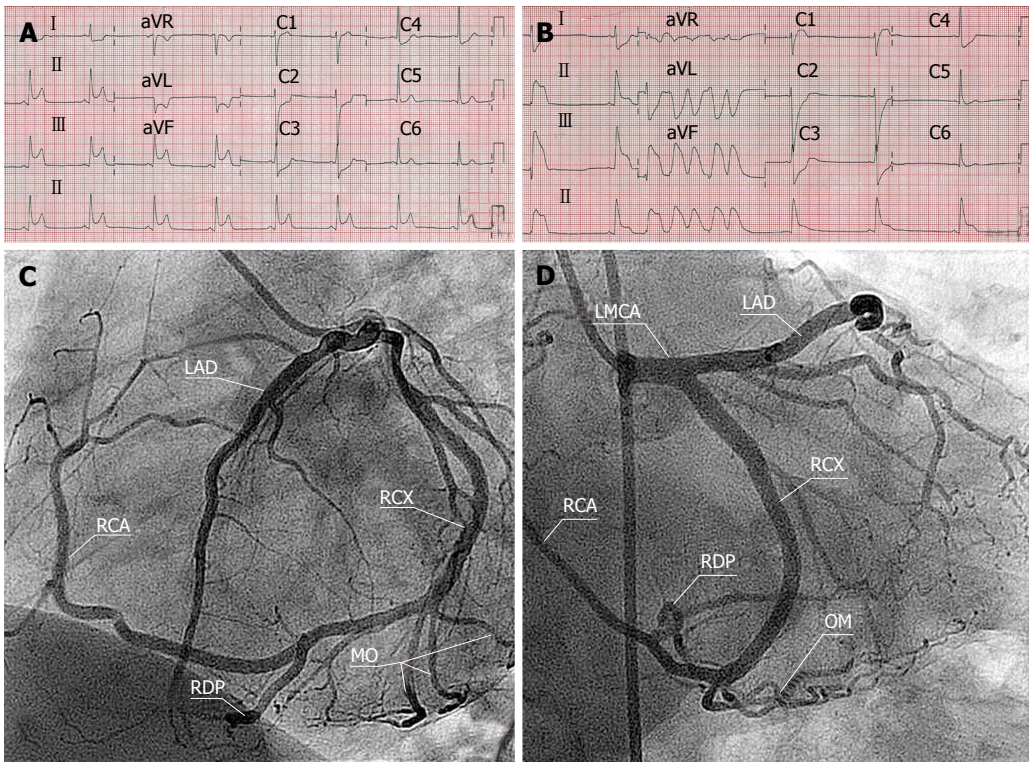 A
I
aVR
C1
C4
II
aVL
C2
C5
III
aVF
C3
C6
II
B
I
aVR
C1
C4
II
aVL
C2
C5
III
aVF
C3
C6
II
C
LAD
RCX
RCA
MO
RDP
D
LMCA
LAD
RCX
RCA
RDP
OM